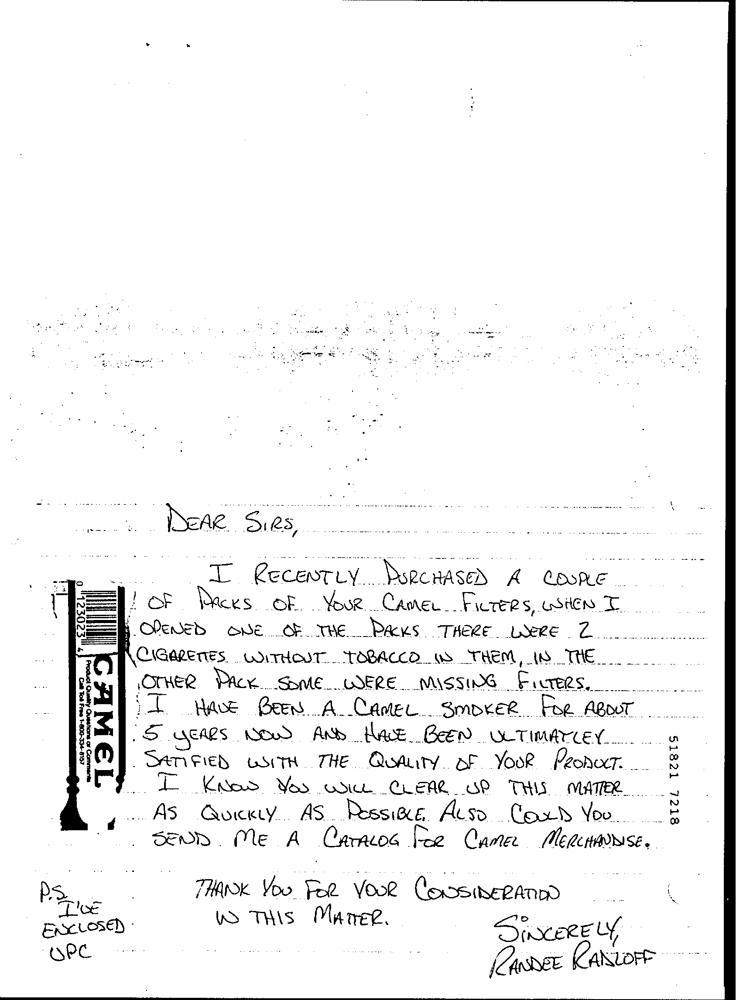 DEAR SIRS,
I RECENTLY PURCHASED A COUPLE
OF PACKS OF YOUR CAMEL FILTERS, WHEN I
OPENED ONE OF THE PACKS THERE WERE 2
CIGARETTES WITHOUT TOBACCO IN THEM, IN THE
OTHER PACK SOME WERE MISSING FILTERS.
I HAVE BEEN A CAMEL SMOKER FOR ABOUT
5 YEARS NOW AND HAVE BEEN ULTIMATLEY
SATIFIED WITH THE QUALITY OF YOUR PRODUCT.
I KNOW YOU WILL CLEAR UP THIS MATTER
AS QUICKLY AS POSSIBLE. ALSO COULD YOU
SEND ME A CATALOG FOR CAMEL MERCHANDISE.
THANK YOU FOR YOUR CONSIDERATION
IN THIS MATTER.
SINCERELY,
RANDEE RADZLOFF
P.S.
I'VE
ENCLOSED
UPC
0 123023 4
CAMEL
Product Quality Questions or Comments
Call Toll Free 1-800-334-8157
51821 7218